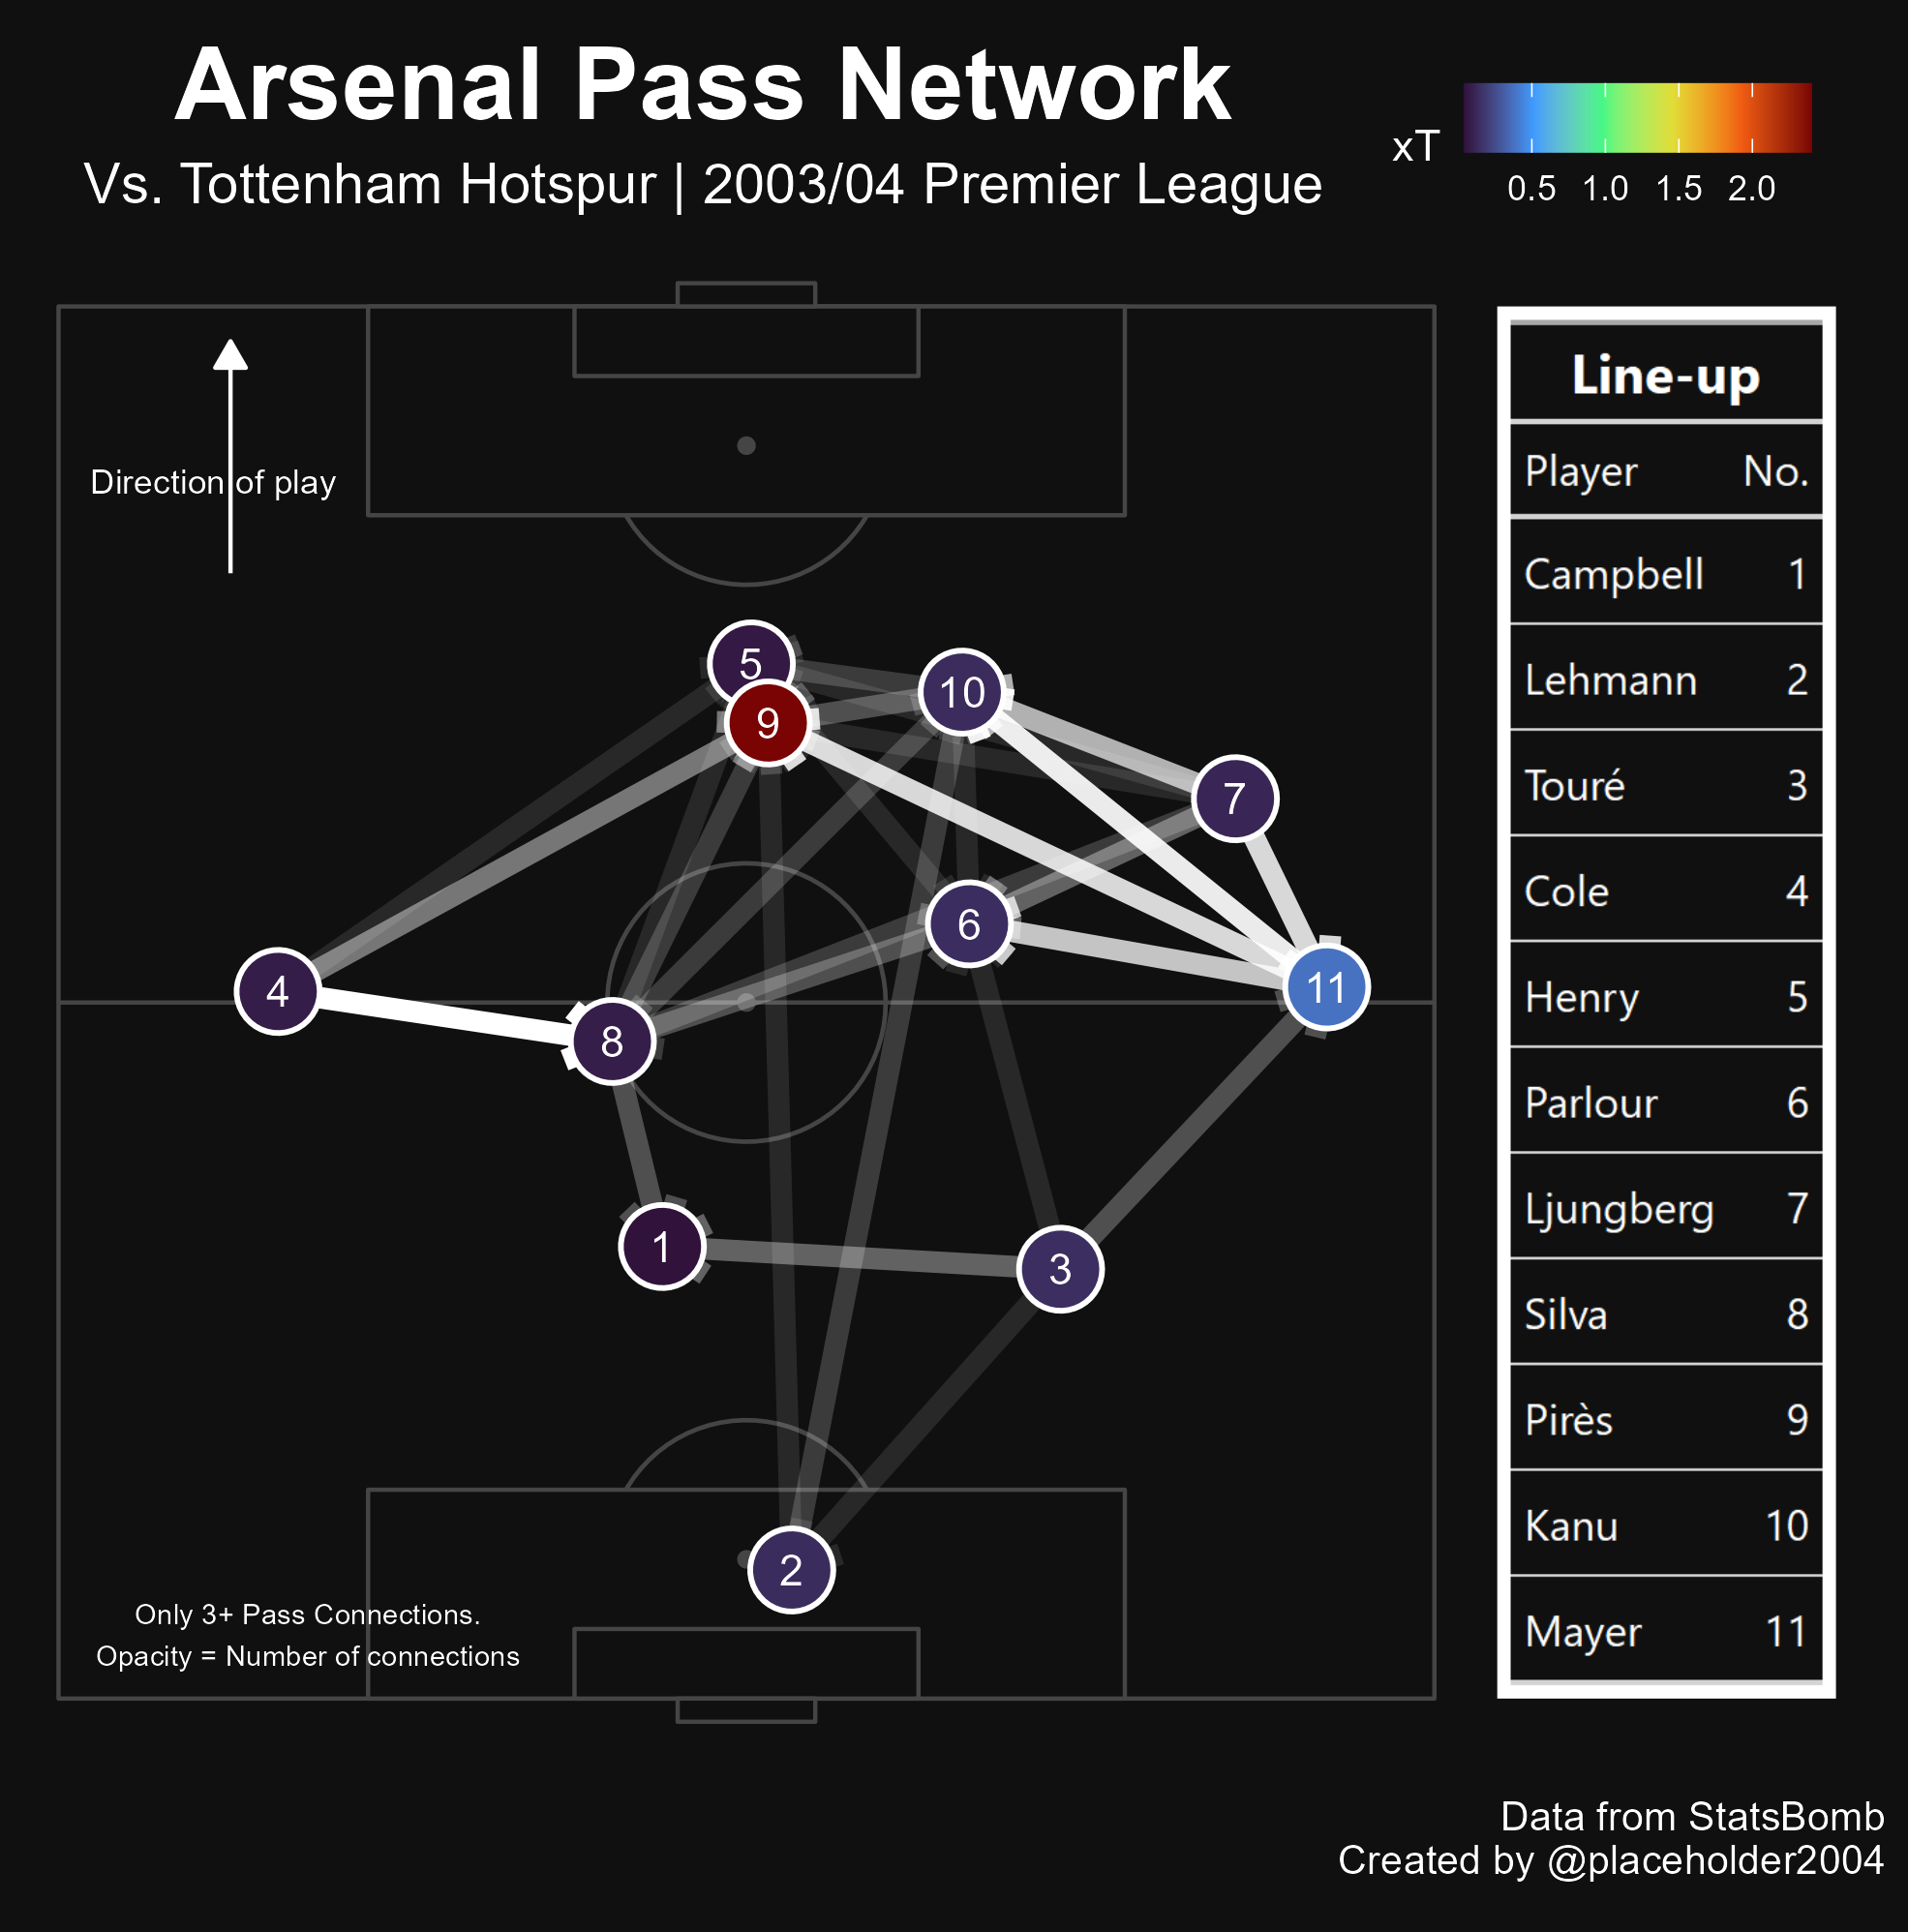 Arsenal Pass Network
Vs. Tottenham Hotspur | 2003/04 Premier League
xT
0.5 1.0 1.5 2.0
Direction of play
5
10
9
7
6
4
11
8
1
3
2
Only 3+ Pass Connections.
Opacity = Number of connections
Line-up
Player No.
Campbell 1
Lehmann 2
Touré 3
Cole 4
Henry 5
Parlour 6
Ljungberg 7
Silva 8
Pirès 9
Kanu 10
Mayer 11
Data from StatsBomb
Created by @placeholder2004